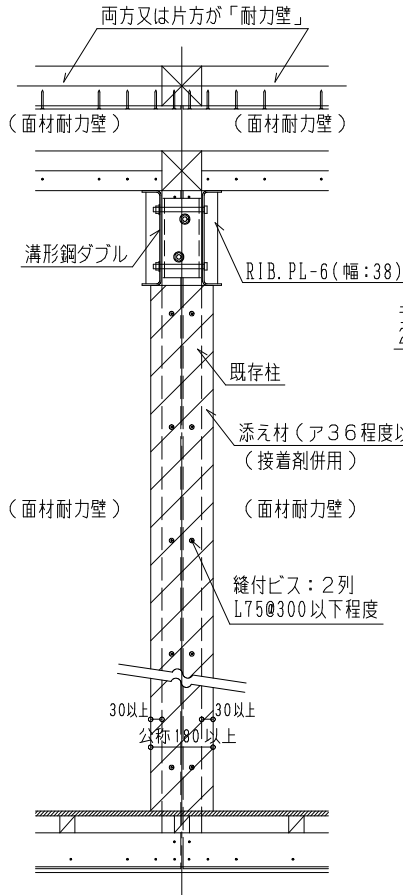 両方又は片方が「耐力壁」
(面材耐力壁)
(面材耐力壁)
溝形鋼ダブル
RIB.PL-6(幅:38)
既存柱
添え材(ア36程度以
(接着剤併用)
(面材耐力壁)
(面材耐力壁)
縫付ビス:2列
L75@300以下程度
30以上
30以上
公称180以上